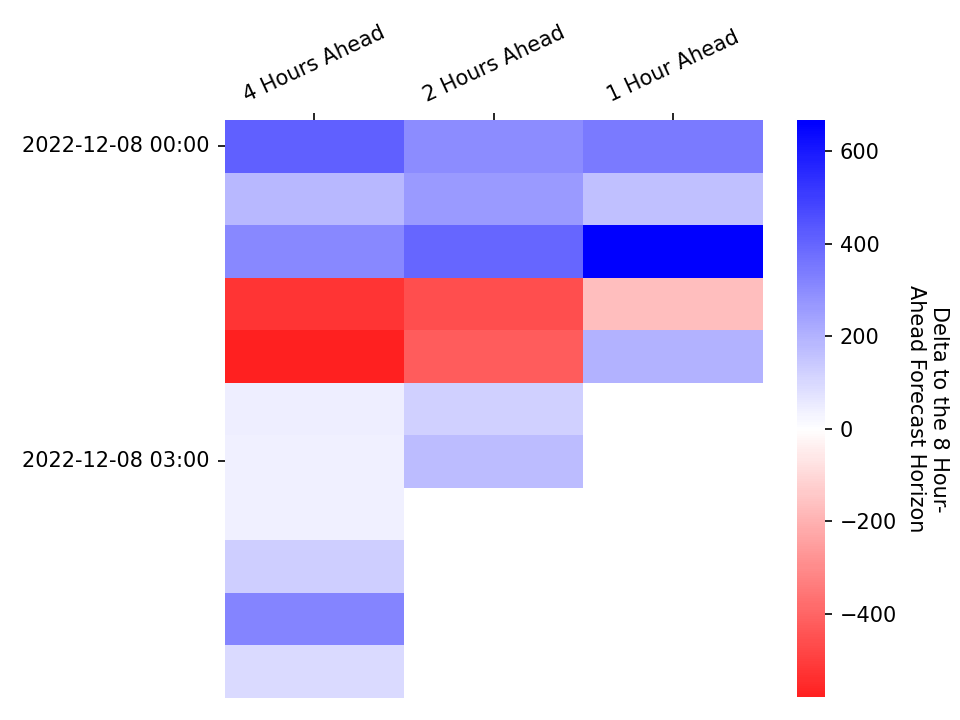 4 Hours Ahead
2 Hours Ahead
1 Hour Ahead
2022-12-08 00:00
2022-12-08 03:00
600
400
200
0
−200
−400
Delta to the 8 Hour-
Ahead Forecast Horizon